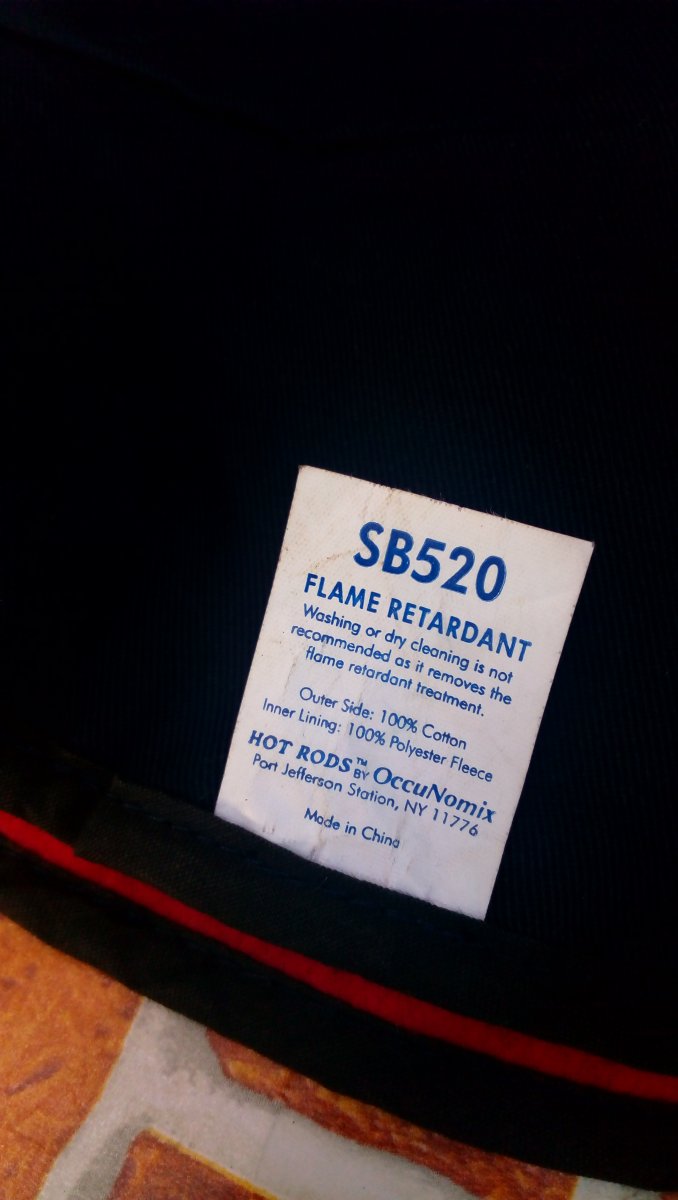 SB520
FLAME RETARDANT
Washing or dry cleaning is not
recommended as it removes the
flame retardant treatment.
Outer Side: 100% Cotton
Inner Lining: 100% Polyester Fleece
HOT RODS™ BY OccuNomix
Port Jefferson Station, NY 11776
Made in China